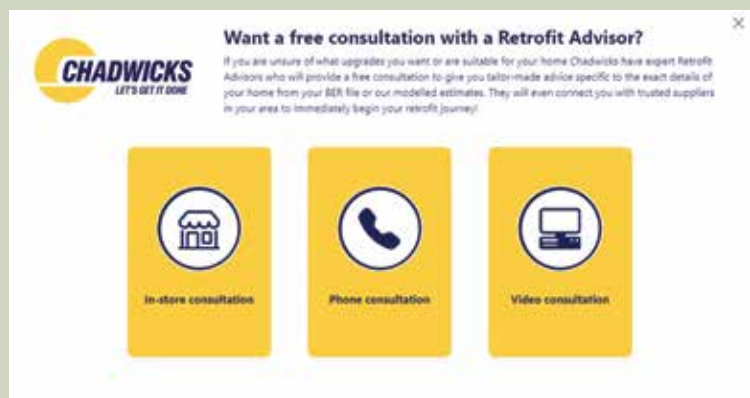 Want a free consultation with a Retrofit Advisor?
CHADWICKS
LET'S GET IT DONE
If you are unsure of what upgrades you want or are suitable for your home Chadwicks have expert Retrofit
Advisors who will provide a free consultation to give you tailor-made advice specific to the exact details of
your home from your BER file or our modelled estimates. They will even connect you with trusted suppliers
in your area to immediately begin your retrofit journey!
In-store consultation
Phone consultation
Video consultation